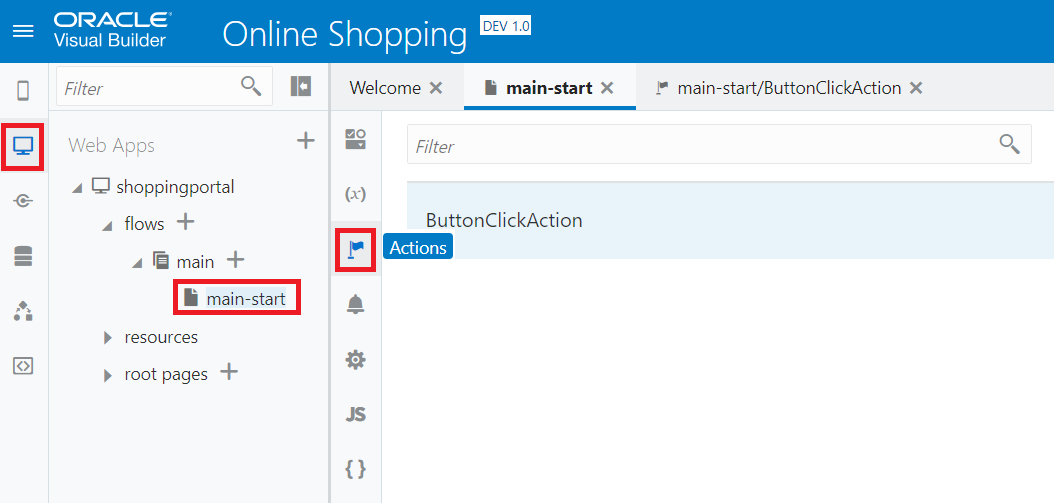 ORACLE®
Visual Builder
Online Shopping
DEV 1.0
Filter
Welcome
main-start
main-start/ButtonClickAction
Web Apps
shoppingportal
flows
main
main-start
resources
root pages
(x)
Actions
JS
{ }
Filter
ButtonClickAction